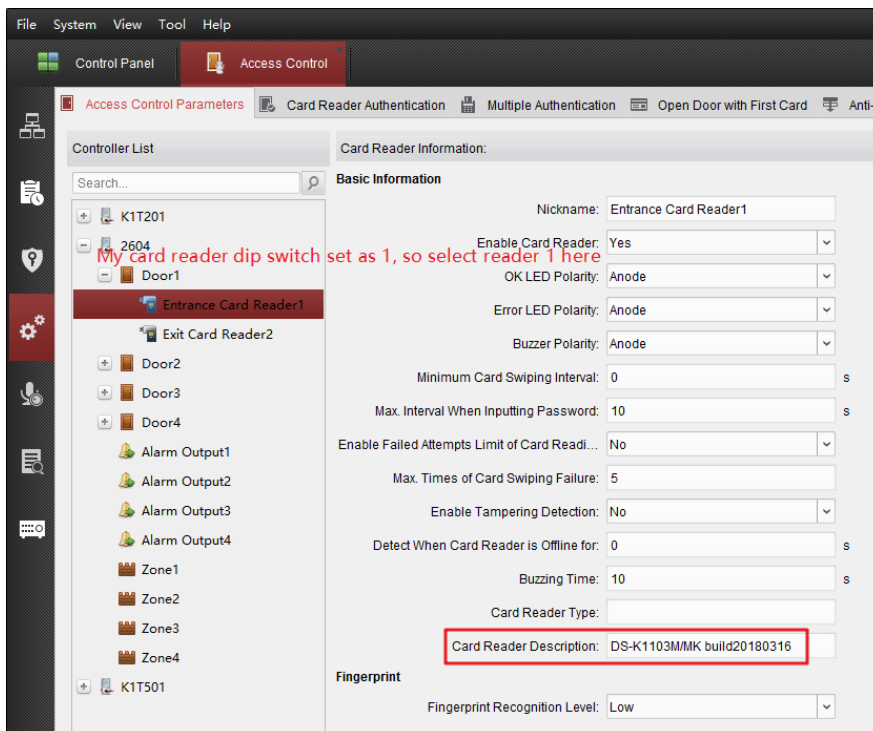 File System View Tool Help
Control Panel Access Control
Access Control Parameters Card Reader Authentication Multiple Authentication Open Door with First Card Anti-
Controller List
Search...
K1T201
2604
My card reader dip switch set as 1, so select reader 1 here
Door1
Entrance Card Reader1
Exit Card Reader2
Door2
Door3
Door4
Alarm Output1
Alarm Output2
Alarm Output3
Alarm Output4
Zone1
Zone2
Zone3
Zone4
K1T501
Card Reader Information:
Basic Information
Nickname: Entrance Card Reader1
Enable Card Reader: Yes
OK LED Polarity: Anode
Error LED Polarity: Anode
Buzzer Polarity: Anode
Minimum Card Swiping Interval: 0 s
Max. Interval When Inputting Password: 10 s
Enable Failed Attempts Limit of Card Readi... No
Max. Times of Card Swiping Failure: 5
Enable Tampering Detection: No
Detect When Card Reader is Offline for: 0 s
Buzzing Time: 10 s
Card Reader Type:
Card Reader Description: DS-K1103M/MK build20180316
Fingerprint
Fingerprint Recognition Level: Low